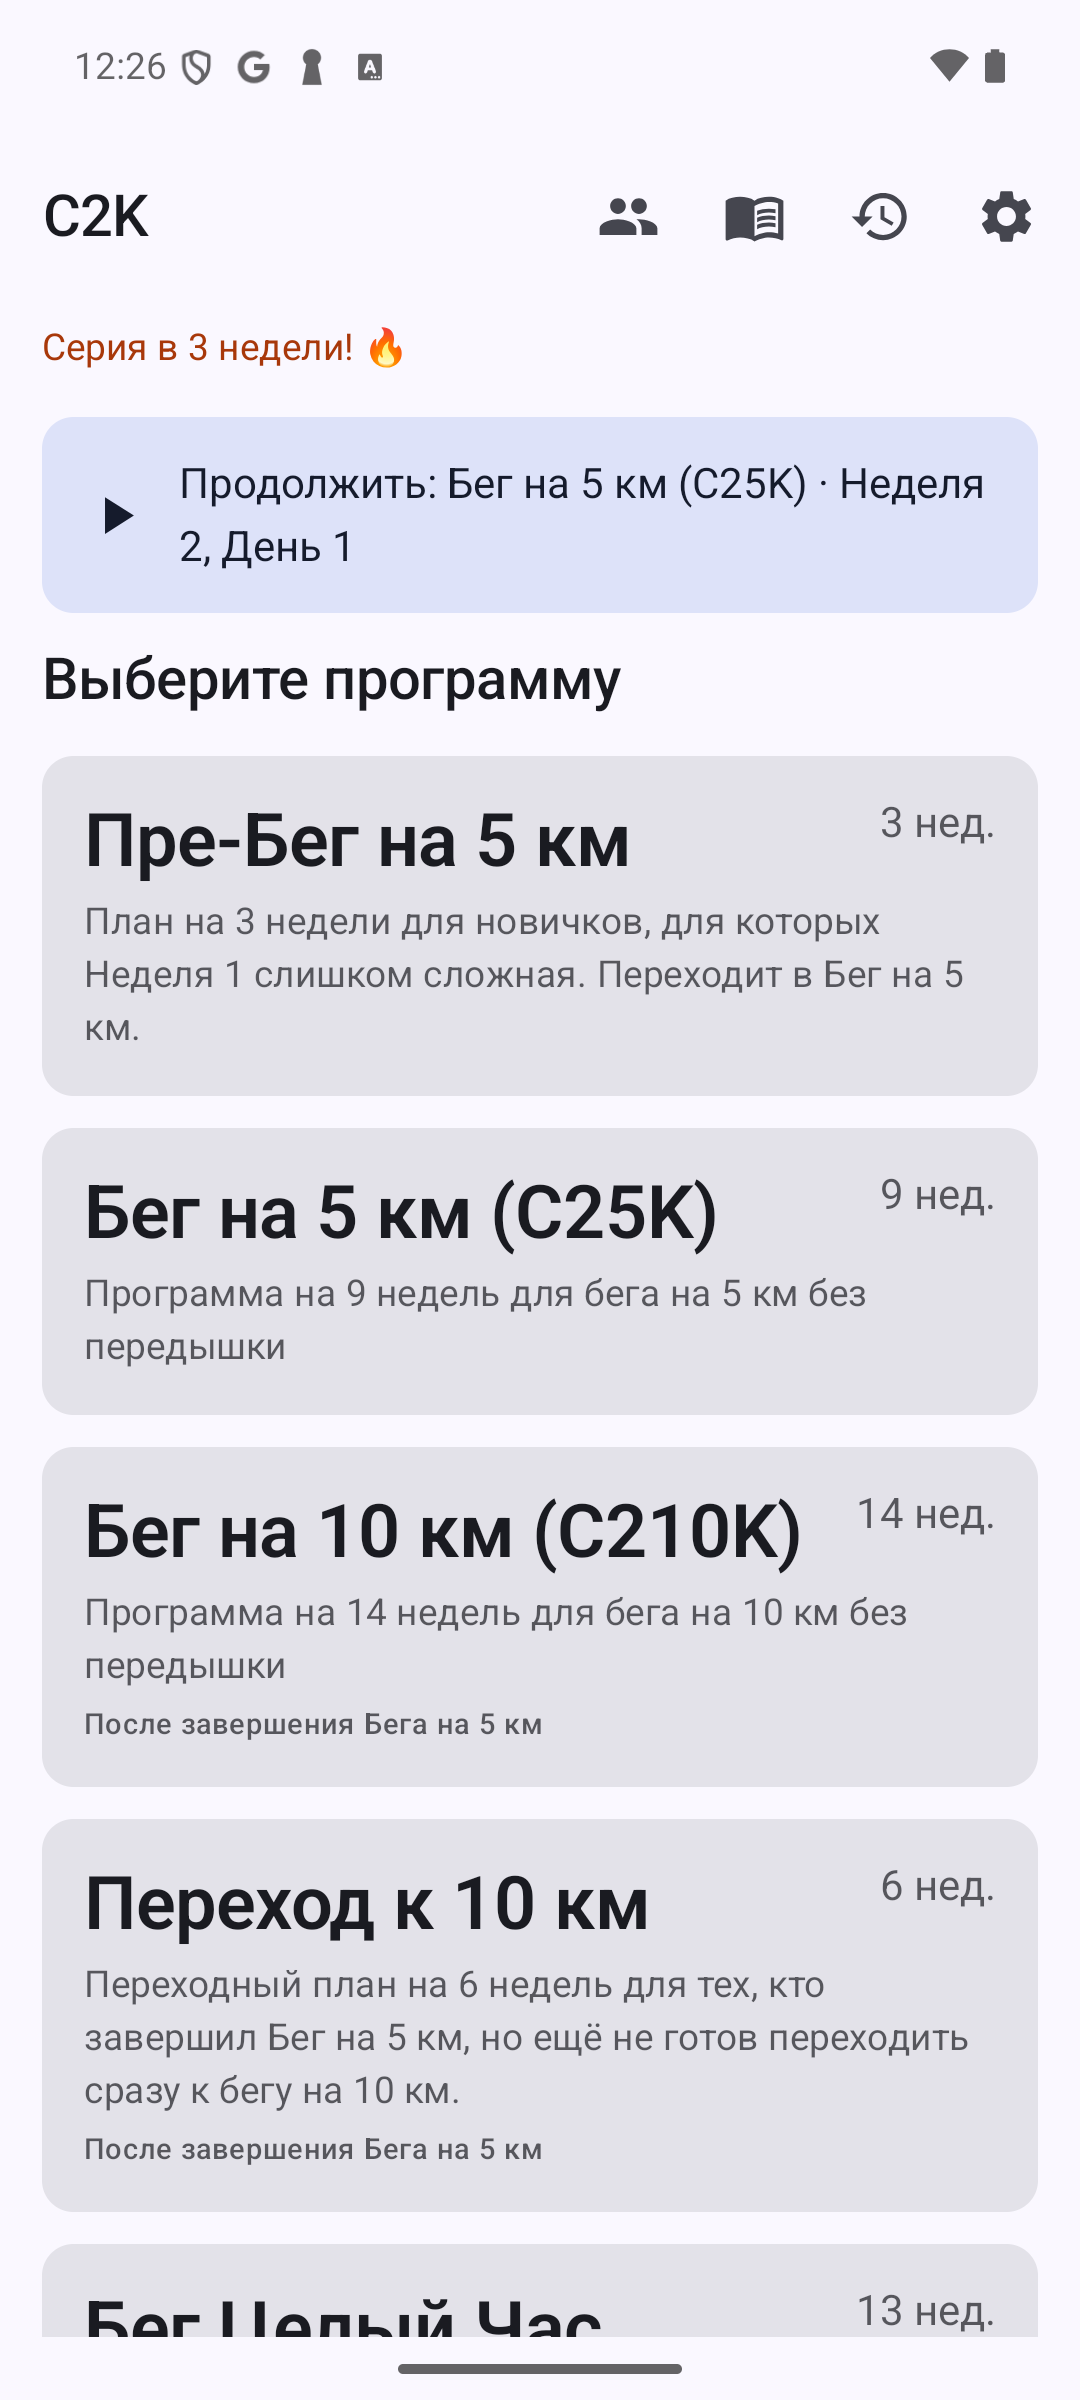 12:26
C2K
Серия в 3 недели! 🔥
Продолжить: Бег на 5 км (C25K) · Неделя
2, День 1
Выберите программу
Пре-Бег на 5 км
3 нед.
План на 3 недели для новичков, для которых
Неделя 1 слишком сложная. Переходит в Бег на 5
км.
Бег на 5 км (C25K)
9 нед.
Программа на 9 недель для бега на 5 км без
передышки
Бег на 10 км (C210K)
14 нед.
Программа на 14 недель для бега на 10 км без
передышки
После завершения Бега на 5 км
Переход к 10 км
6 нед.
Переходный план на 6 недель для тех, кто
завершил Бег на 5 км, но ещё не готов переходить
сразу к бегу на 10 км.
После завершения Бега на 5 км
Бег Целый Час
13 нед.